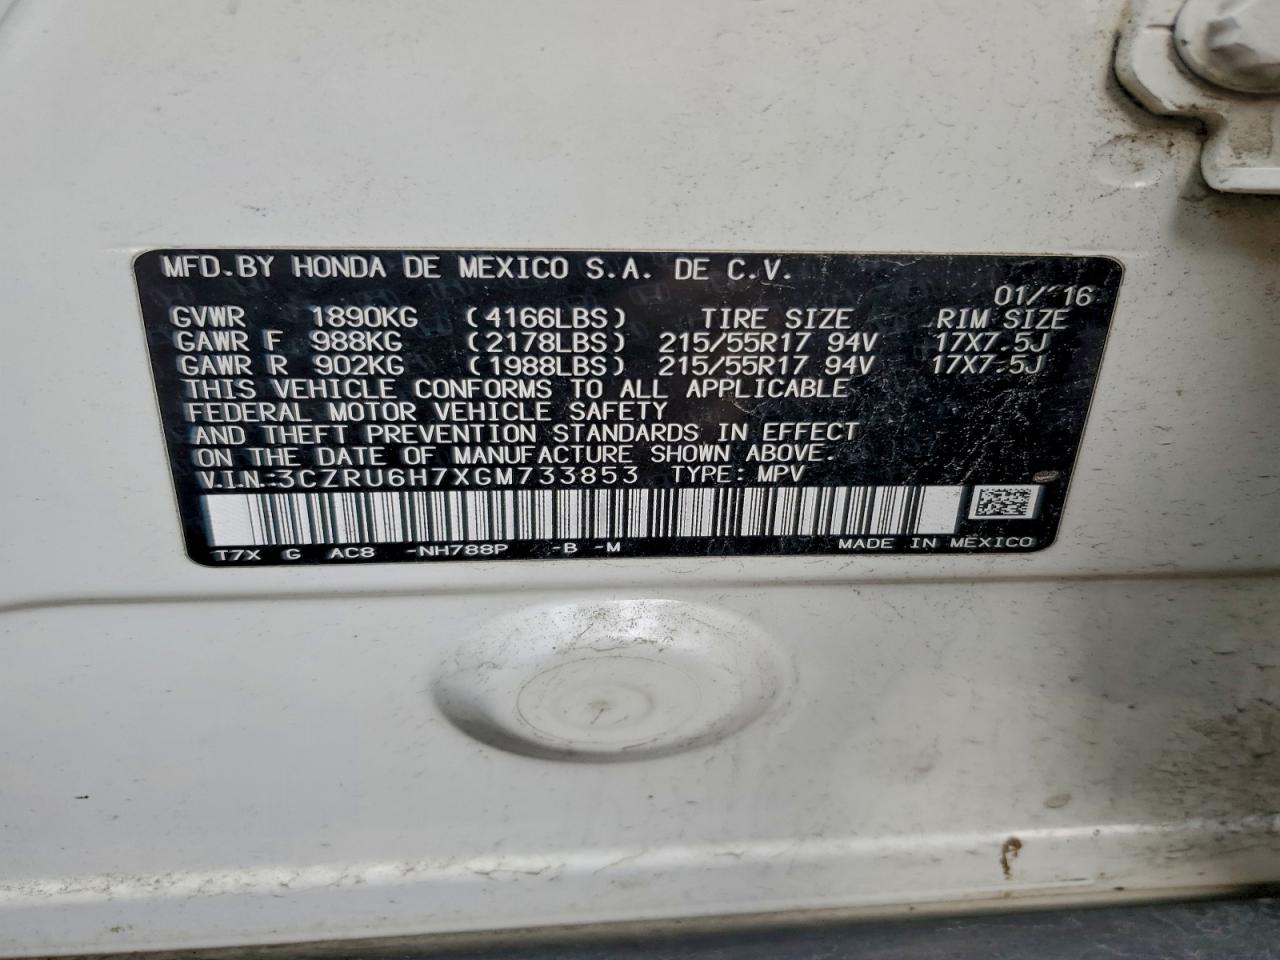 MFD.BY HONDA DE MEXICO S.A. DE C.V.
01/16
GVWR 1890KG (4166LBS) TIRE SIZE RIM SIZE
GAWR F 988KG (2178LBS) 215/55R17 94V 17X7.5J
GAWR R 902KG (1988LBS) 215/55R17 94V 17X7.5J
THIS VEHICLE CONFORMS TO ALL APPLICABLE
FEDERAL MOTOR VEHICLE SAFETY
AND THEFT PREVENTION STANDARDS IN EFFECT
ON THE DATE OF MANUFACTURE SHOWN ABOVE.
V.I.N.:3CZRU6H7XGM733853 TYPE: MPV
T7X G AC8 -NH788P -B -M MADE IN MEXICO